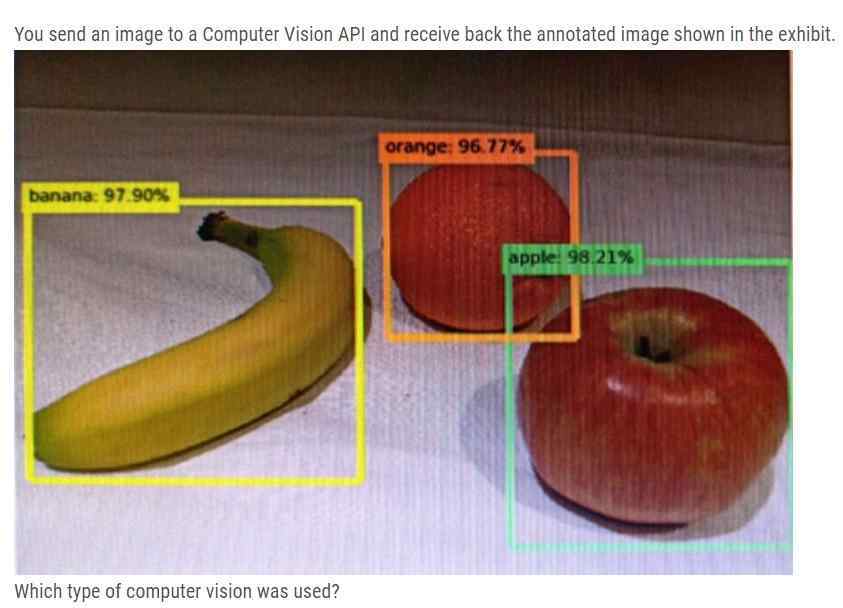 You send an image to a Computer Vision API and receive back the annotated image shown in the exhibit.
orange: 96.77%
banana: 97.90%
apple: 98.21%
Which type of computer vision was used?